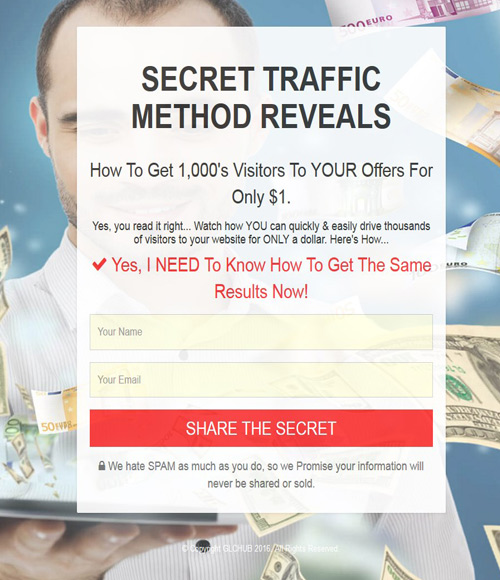 500 EURO
EURO
SECRET TRAFFIC
METHOD REVEALS
How To Get 1,000's Visitors To YOUR Offers For
Only $1.
Yes, you read it right... Watch how YOU can quickly & easily drive thousands
of visitors to your website for ONLY a dollar. Here's How...
Yes, I NEED To Know How To Get The Same
Results Now!
Your Name
Your Email
SHARE THE SECRET
We hate SPAM as much as you do, so we Promise your information will
never be shared or sold.
© Copyright GLCHUB 2016. All Rights Reserved.